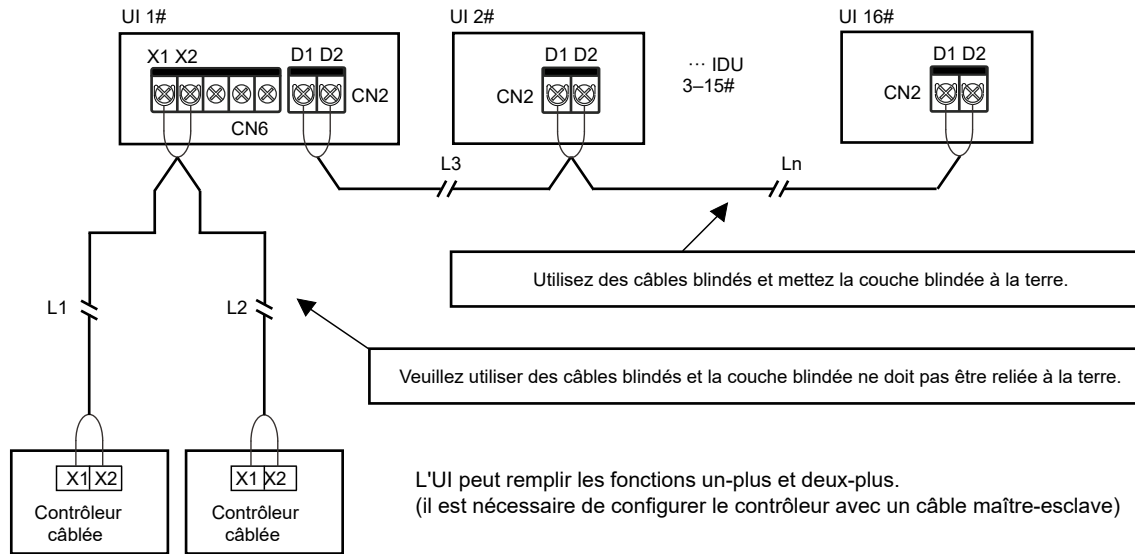 UI 1#
UI 2#
UI 16#
X1 X2
D1 D2
CN2
CN6
D1 D2
CN2
··· IDU
3–15#
D1 D2
CN2
L3
Ln
Utilisez des câbles blindés et mettez la couche blindée à la terre.
L1
L2
Veuillez utiliser des câbles blindés et la couche blindée ne doit pas être reliée à la terre.
X1 X2
Contrôleur
câblée
X1 X2
Contrôleur
câblée
L'UI peut remplir les fonctions un-plus et deux-plus.
(il est nécessaire de configurer le contrôleur avec un câble maître-esclave)